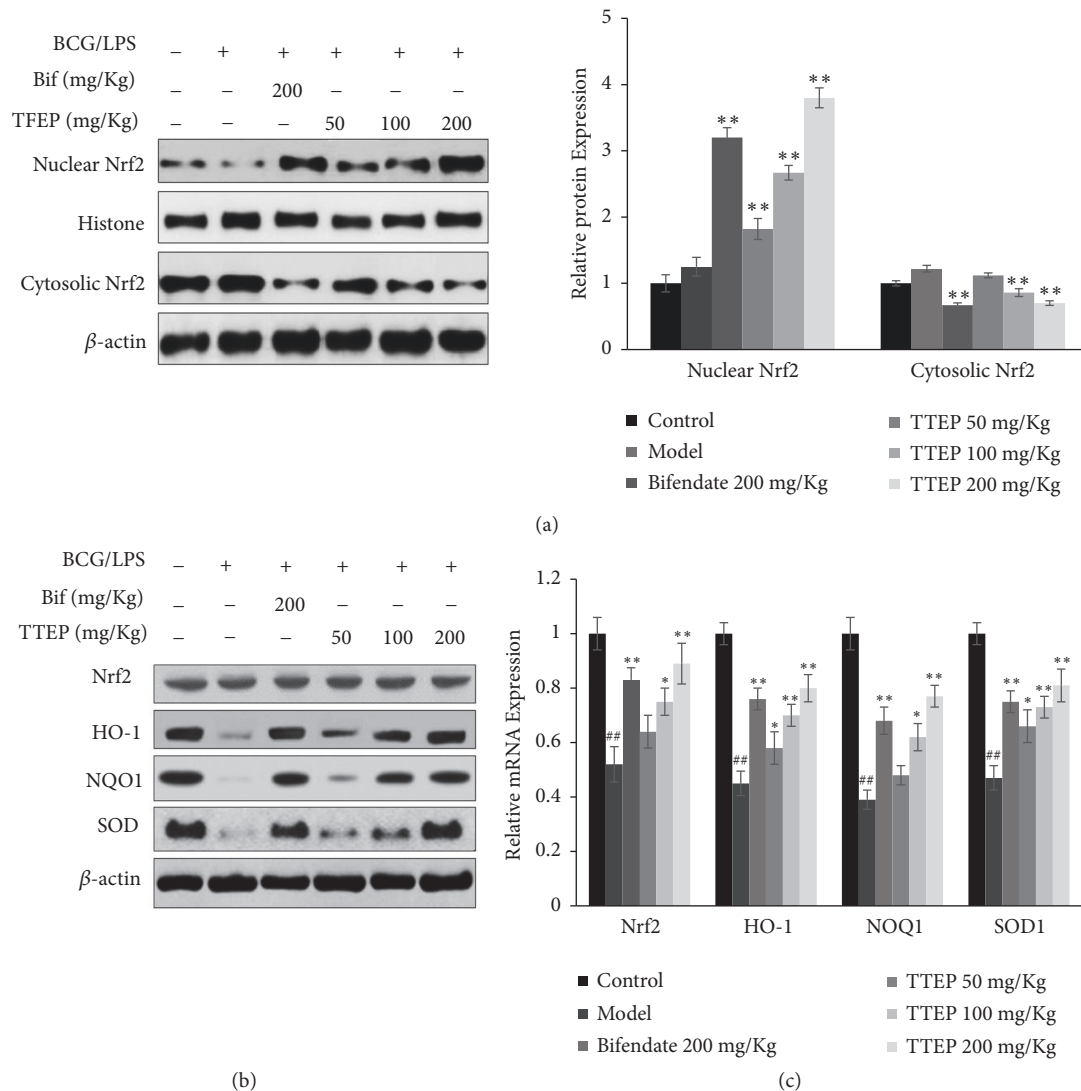 BCG/LPS – + + + + +
Bif (mg/Kg) – – 200 – – –
TFEP (mg/Kg) – – – 50 100 200
Nuclear Nrf2
Histone
Cytosolic Nrf2
β-actin
Relative protein Expression
5
4
3
2
1
0
** ** ** **
** ** **
Nuclear Nrf2 Cytosolic Nrf2
■ Control ■ TTEP 50 mg/Kg
■ Model ■ TTEP 100 mg/Kg
■ Bifendate 200 mg/Kg ■ TTEP 200 mg/Kg
(a)
BCG/LPS – + + + + +
Bif (mg/Kg) – – 200 – – –
TTEP (mg/Kg) – – – 50 100 200
Nrf2
HO-1
NQO1
SOD
β-actin
(b)
Relative mRNA Expression
1.2
1
0.8
0.6
0.4
0.2
0
## ** * **
## ** * ** **
## ** * **
## ** * ** **
Nrf2 HO-1 NOQ1 SOD1
■ Control ■ TTEP 50 mg/Kg
■ Model ■ TTEP 100 mg/Kg
■ Bifendate 200 mg/Kg ■ TTEP 200 mg/Kg
(c)